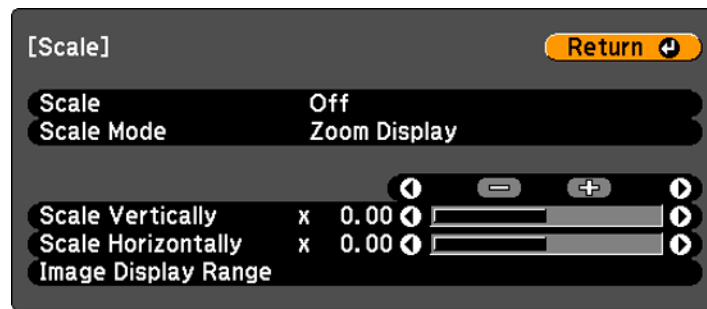 [Scale] Return
Scale Off
Scale Mode Zoom Display
Scale Vertically x 0.00
Scale Horizontally x 0.00
Image Display Range